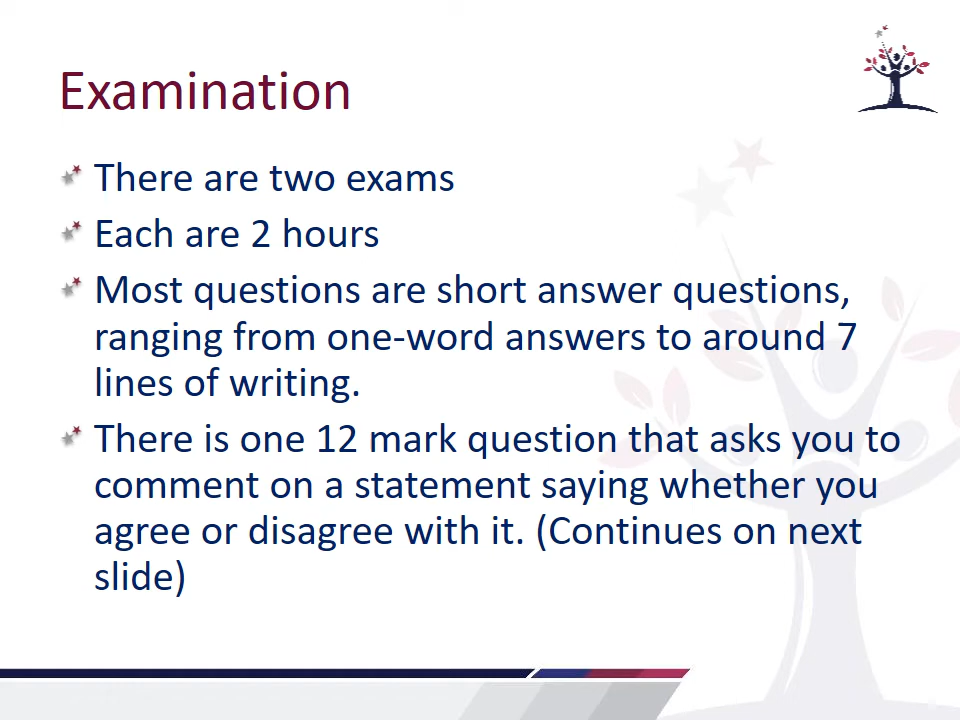 Examination
There are two exams
Each are 2 hours
Most questions are short answer questions,
ranging from one-word answers to around 7
lines of writing.
There is one 12 mark question that asks you to
comment on a statement saying whether you
agree or disagree with it. (Continues on next
slide)